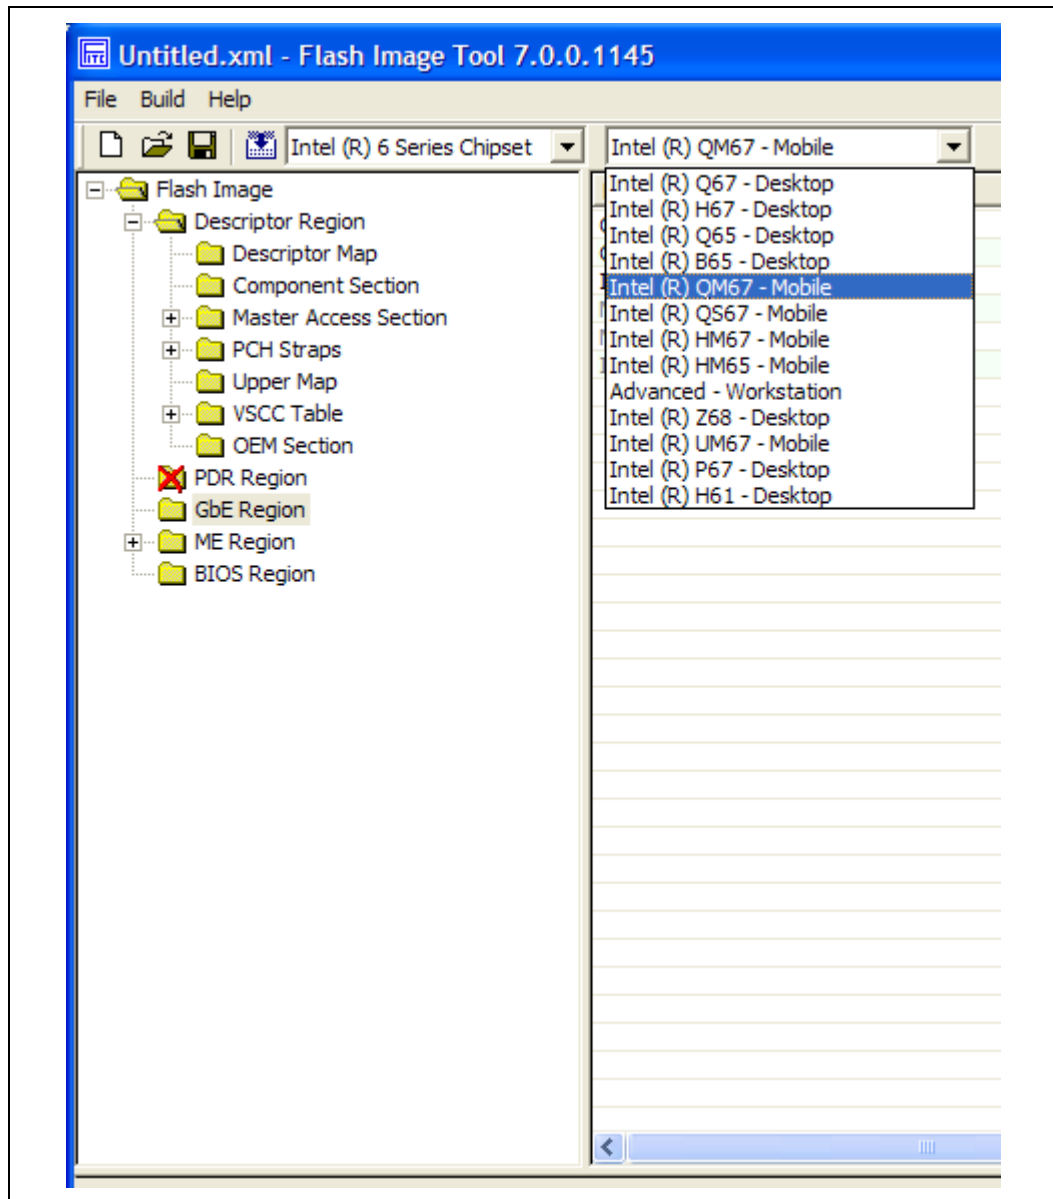 Untitled.xml - Flash Image Tool 7.0.0.1145
File Build Help
Intel (R) 6 Series Chipset
Intel (R) QM67 - Mobile
Flash Image
Descriptor Region
Descriptor Map
Component Section
Master Access Section
PCH Straps
Upper Map
VSCC Table
OEM Section
PDR Region
GbE Region
ME Region
BIOS Region
Intel (R) Q67 - Desktop
Intel (R) H67 - Desktop
Intel (R) Q65 - Desktop
Intel (R) B65 - Desktop
Intel (R) QM67 - Mobile
Intel (R) QS67 - Mobile
Intel (R) HM67 - Mobile
Intel (R) HM65 - Mobile
Advanced - Workstation
Intel (R) Z68 - Desktop
Intel (R) UM67 - Mobile
Intel (R) P67 - Desktop
Intel (R) H61 - Desktop